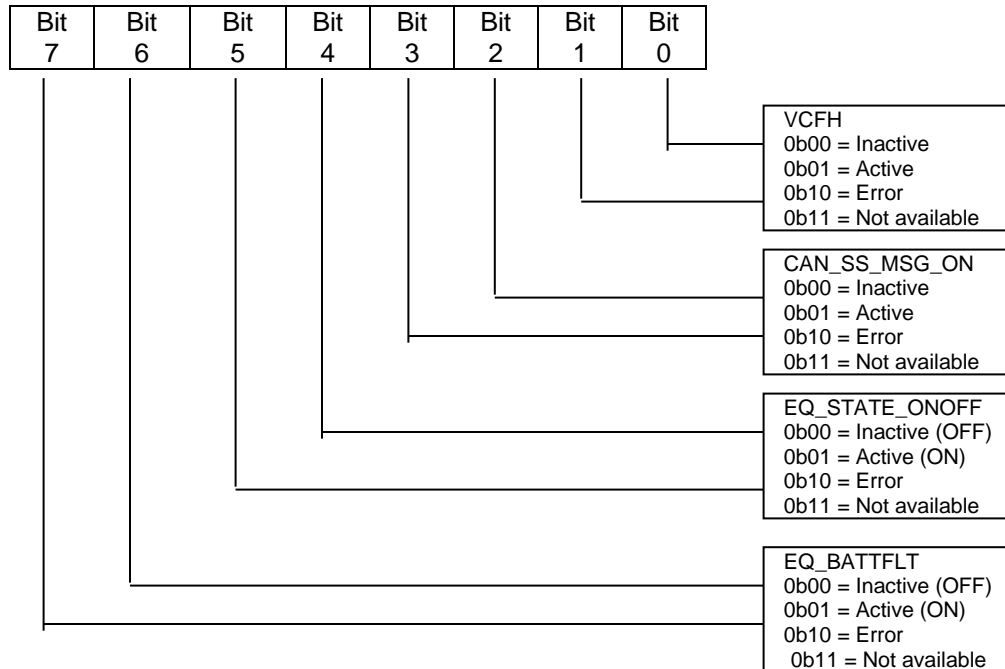 Bit Bit Bit Bit Bit Bit Bit Bit
7 6 5 4 3 2 1 0
VCFH
0b00 = Inactive
0b01 = Active
0b10 = Error
0b11 = Not available
CAN_SS_MSG_ON
0b00 = Inactive
0b01 = Active
0b10 = Error
0b11 = Not available
EQ_STATE_ONOFF
0b00 = Inactive (OFF)
0b01 = Active (ON)
0b10 = Error
0b11 = Not available
EQ_BATTFLT
0b00 = Inactive (OFF)
0b01 = Active (ON)
0b10 = Error
0b11 = Not available